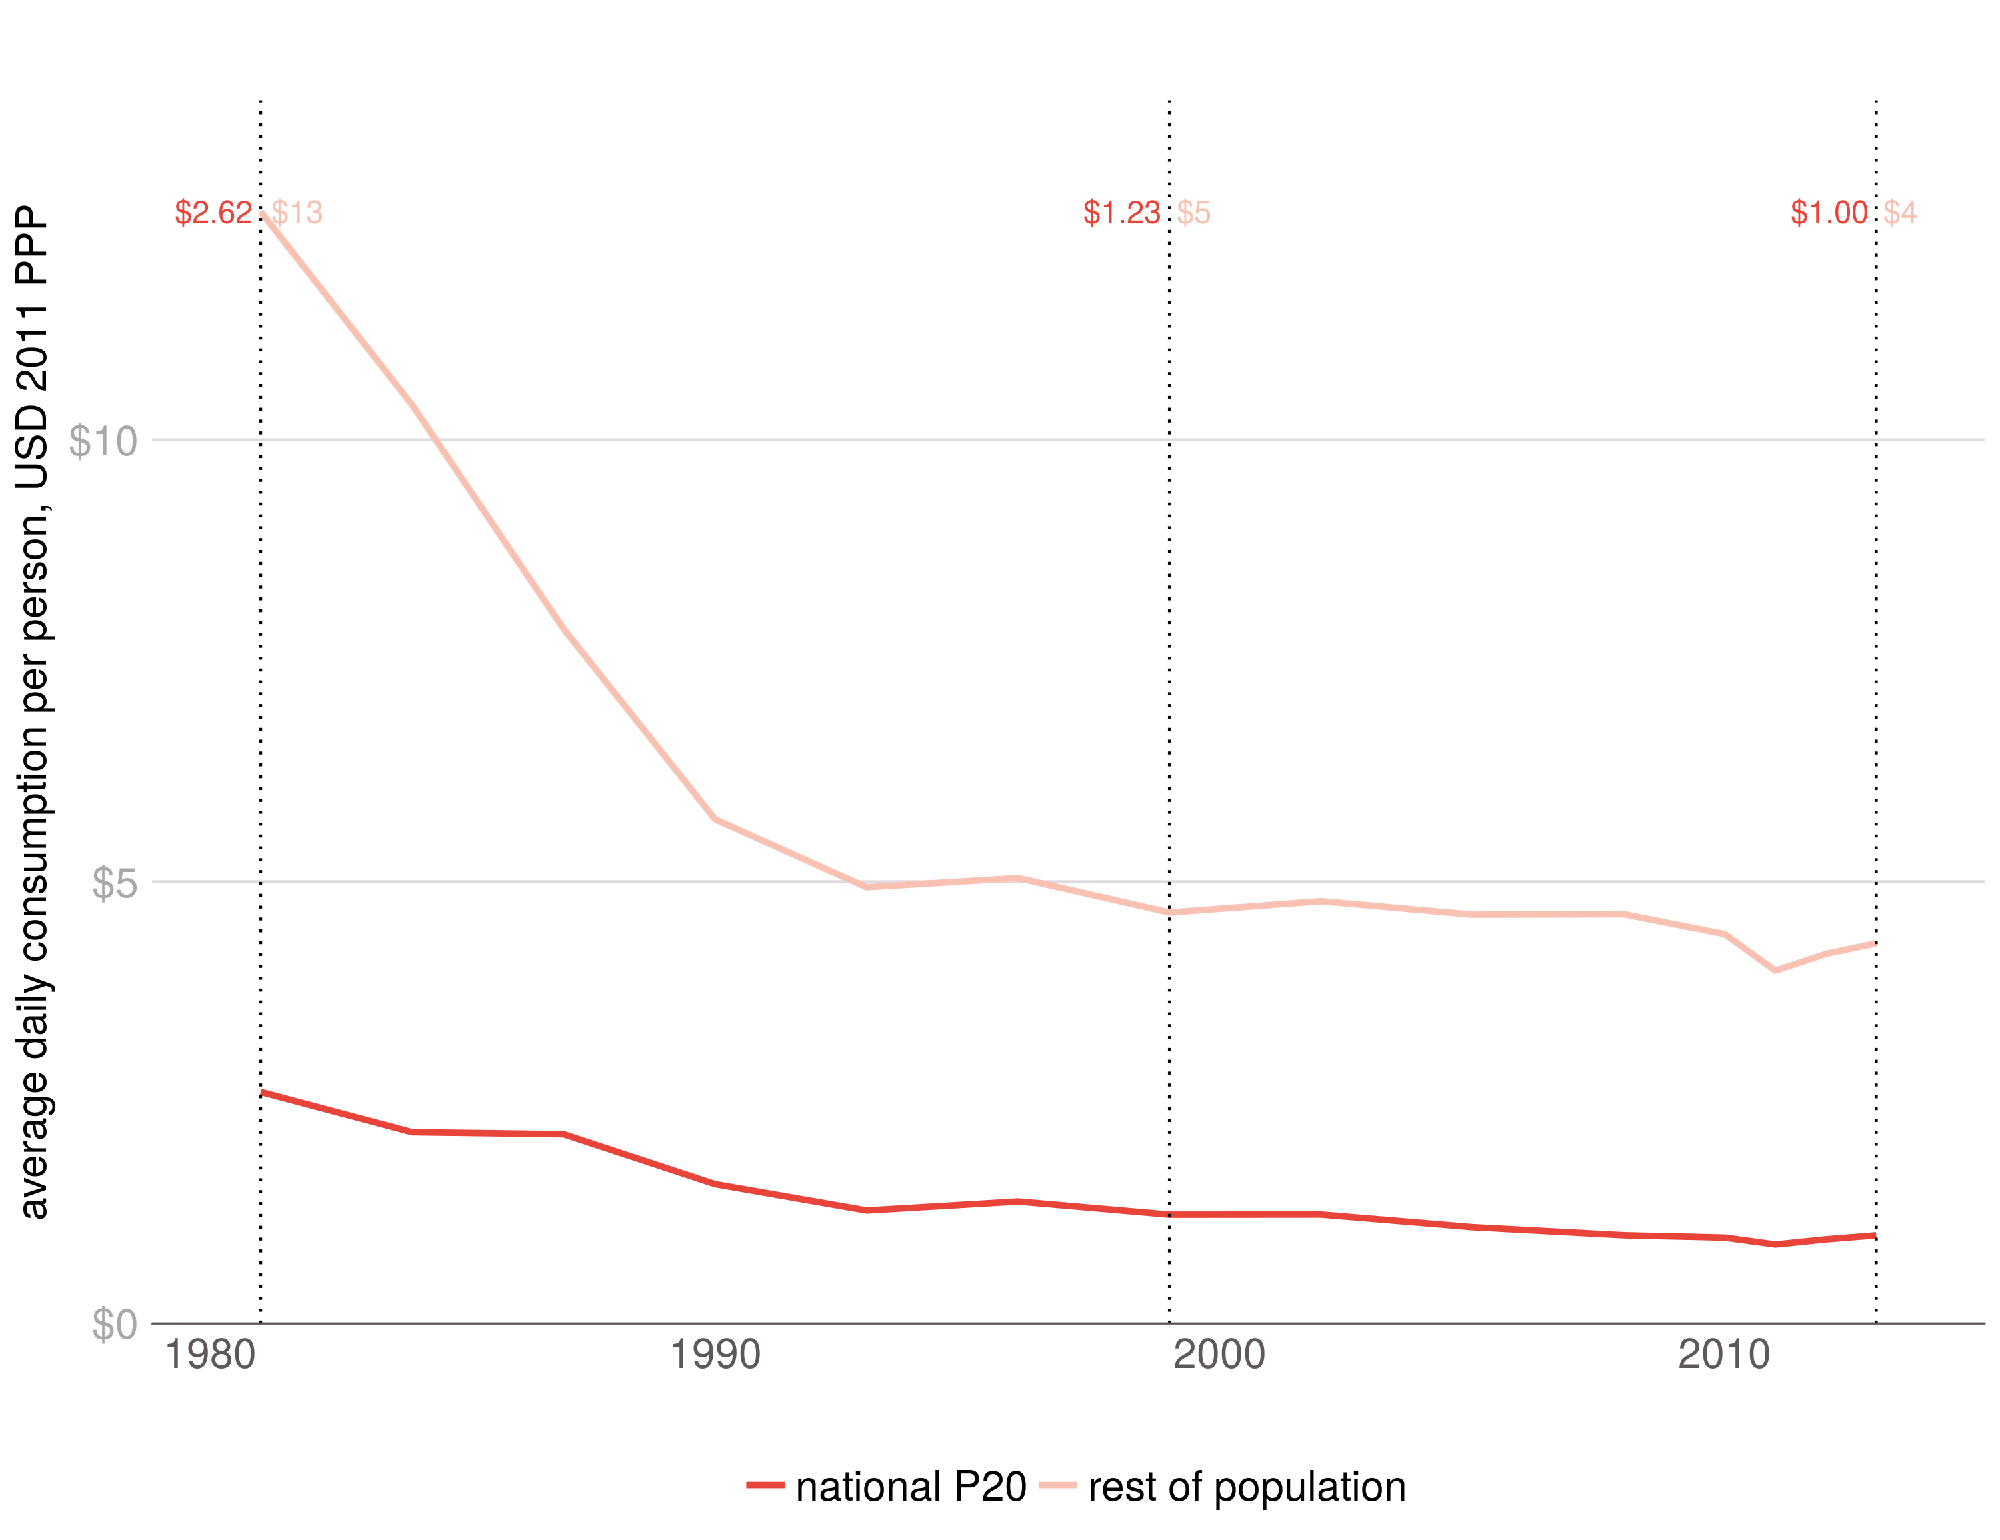 average daily consumption per person, USD 2011 PPP
$2.62 $13
$1.23 $5
$1.00 $4
$10
$5
$0
1980 1990 2000 2010
national P20 rest of population